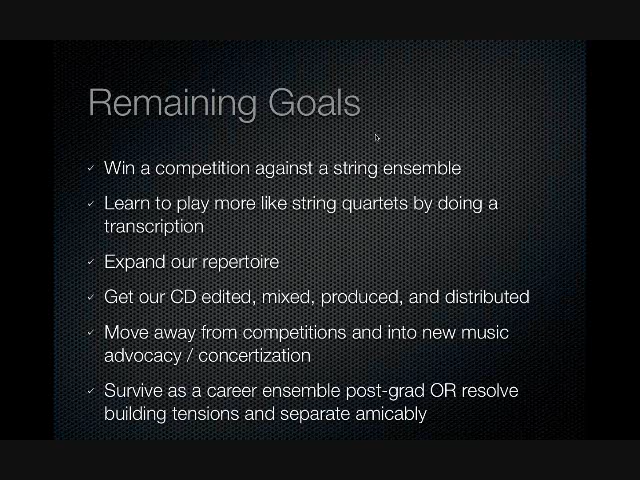 Remaining Goals
✓ Win a competition against a string ensemble
✓ Learn to play more like string quartets by doing a
transcription
✓ Expand our repertoire
✓ Get our CD edited, mixed, produced, and distributed
✓ Move away from competitions and into new music
advocacy / concertization
✓ Survive as a career ensemble post-grad OR resolve
building tensions and separate amicably